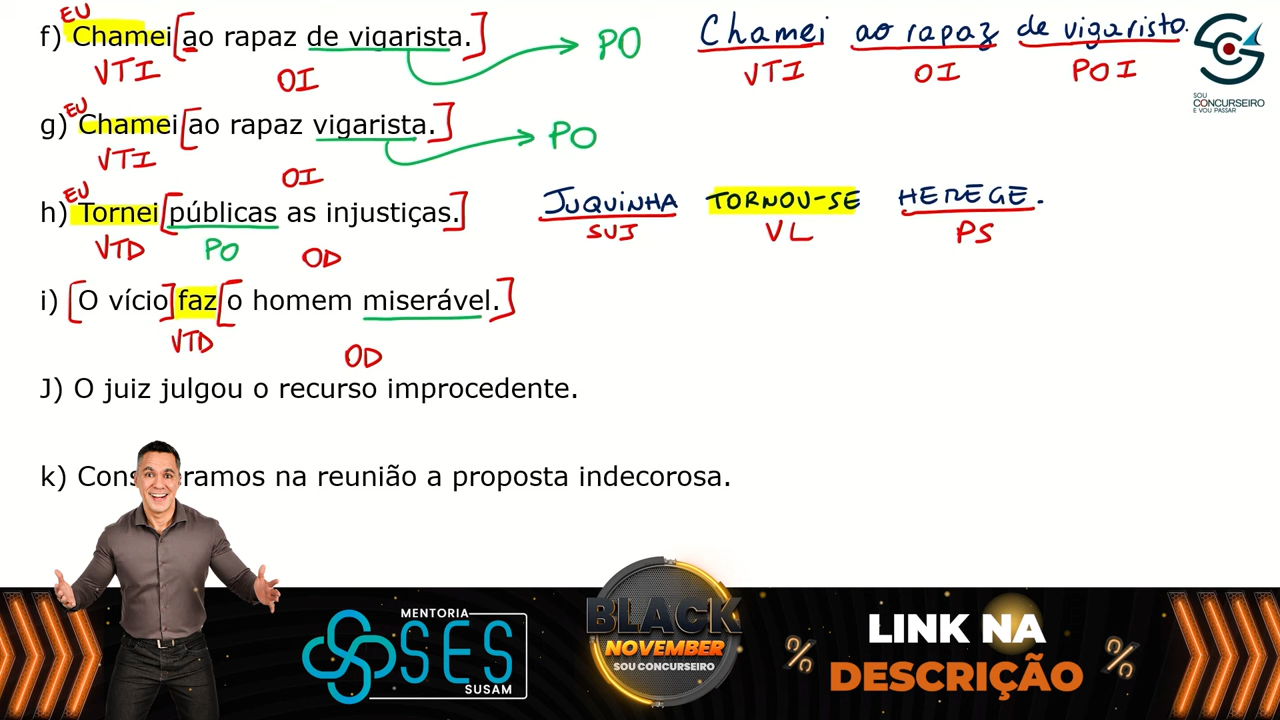 EU
f) Chamei [ao rapaz de vigarista.] PO
VTI OI
Chamei ao rapaz de vigarista.
VTI OI POI
SOU
CONCURSEIRO
E VOU PASSAR
EU
g) Chamei [ao rapaz vigarista.] PO
VTI OI
EU
h) Tornei [públicas as injustiças.]
VTD PO OD
JUQUINHA TORNOU-SE HEREGE.
SUJ VL PS
i) [O vício] faz [o homem miserável.]
VTD OD
J) O juiz julgou o recurso improcedente.
k) Cons ramos na reunião a proposta indecorosa.
MENTORIA
SES
SUSAM
BLACK
NOVEMBER
SOU CONCURSEIRO
%
LINK NA
DESCRIÇÃO
%